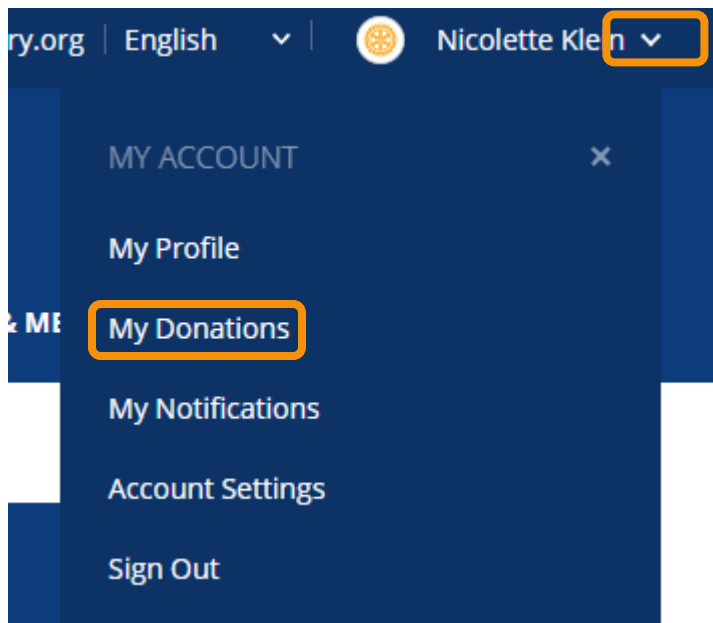 ry.org English Nicolette Klein
MY ACCOUNT
My Profile
& ME
My Donations
My Notifications
Account Settings
Sign Out